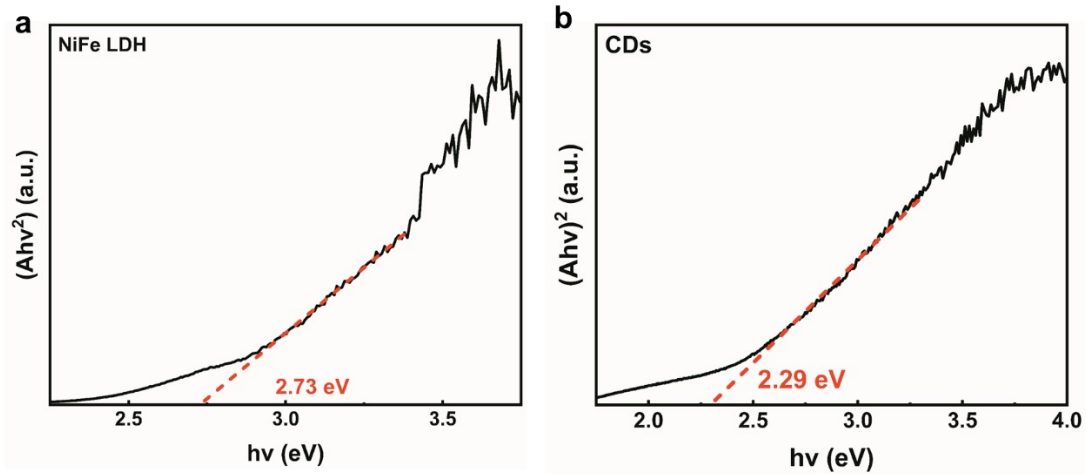 a
NiFe LDH
(Ahv²) (a.u.)
2.73 eV
2.5 3.0 3.5
hv (eV)
b
CDs
(Ahv)² (a.u.)
2.29 eV
2.0 2.5 3.0 3.5 4.0
hv (eV)